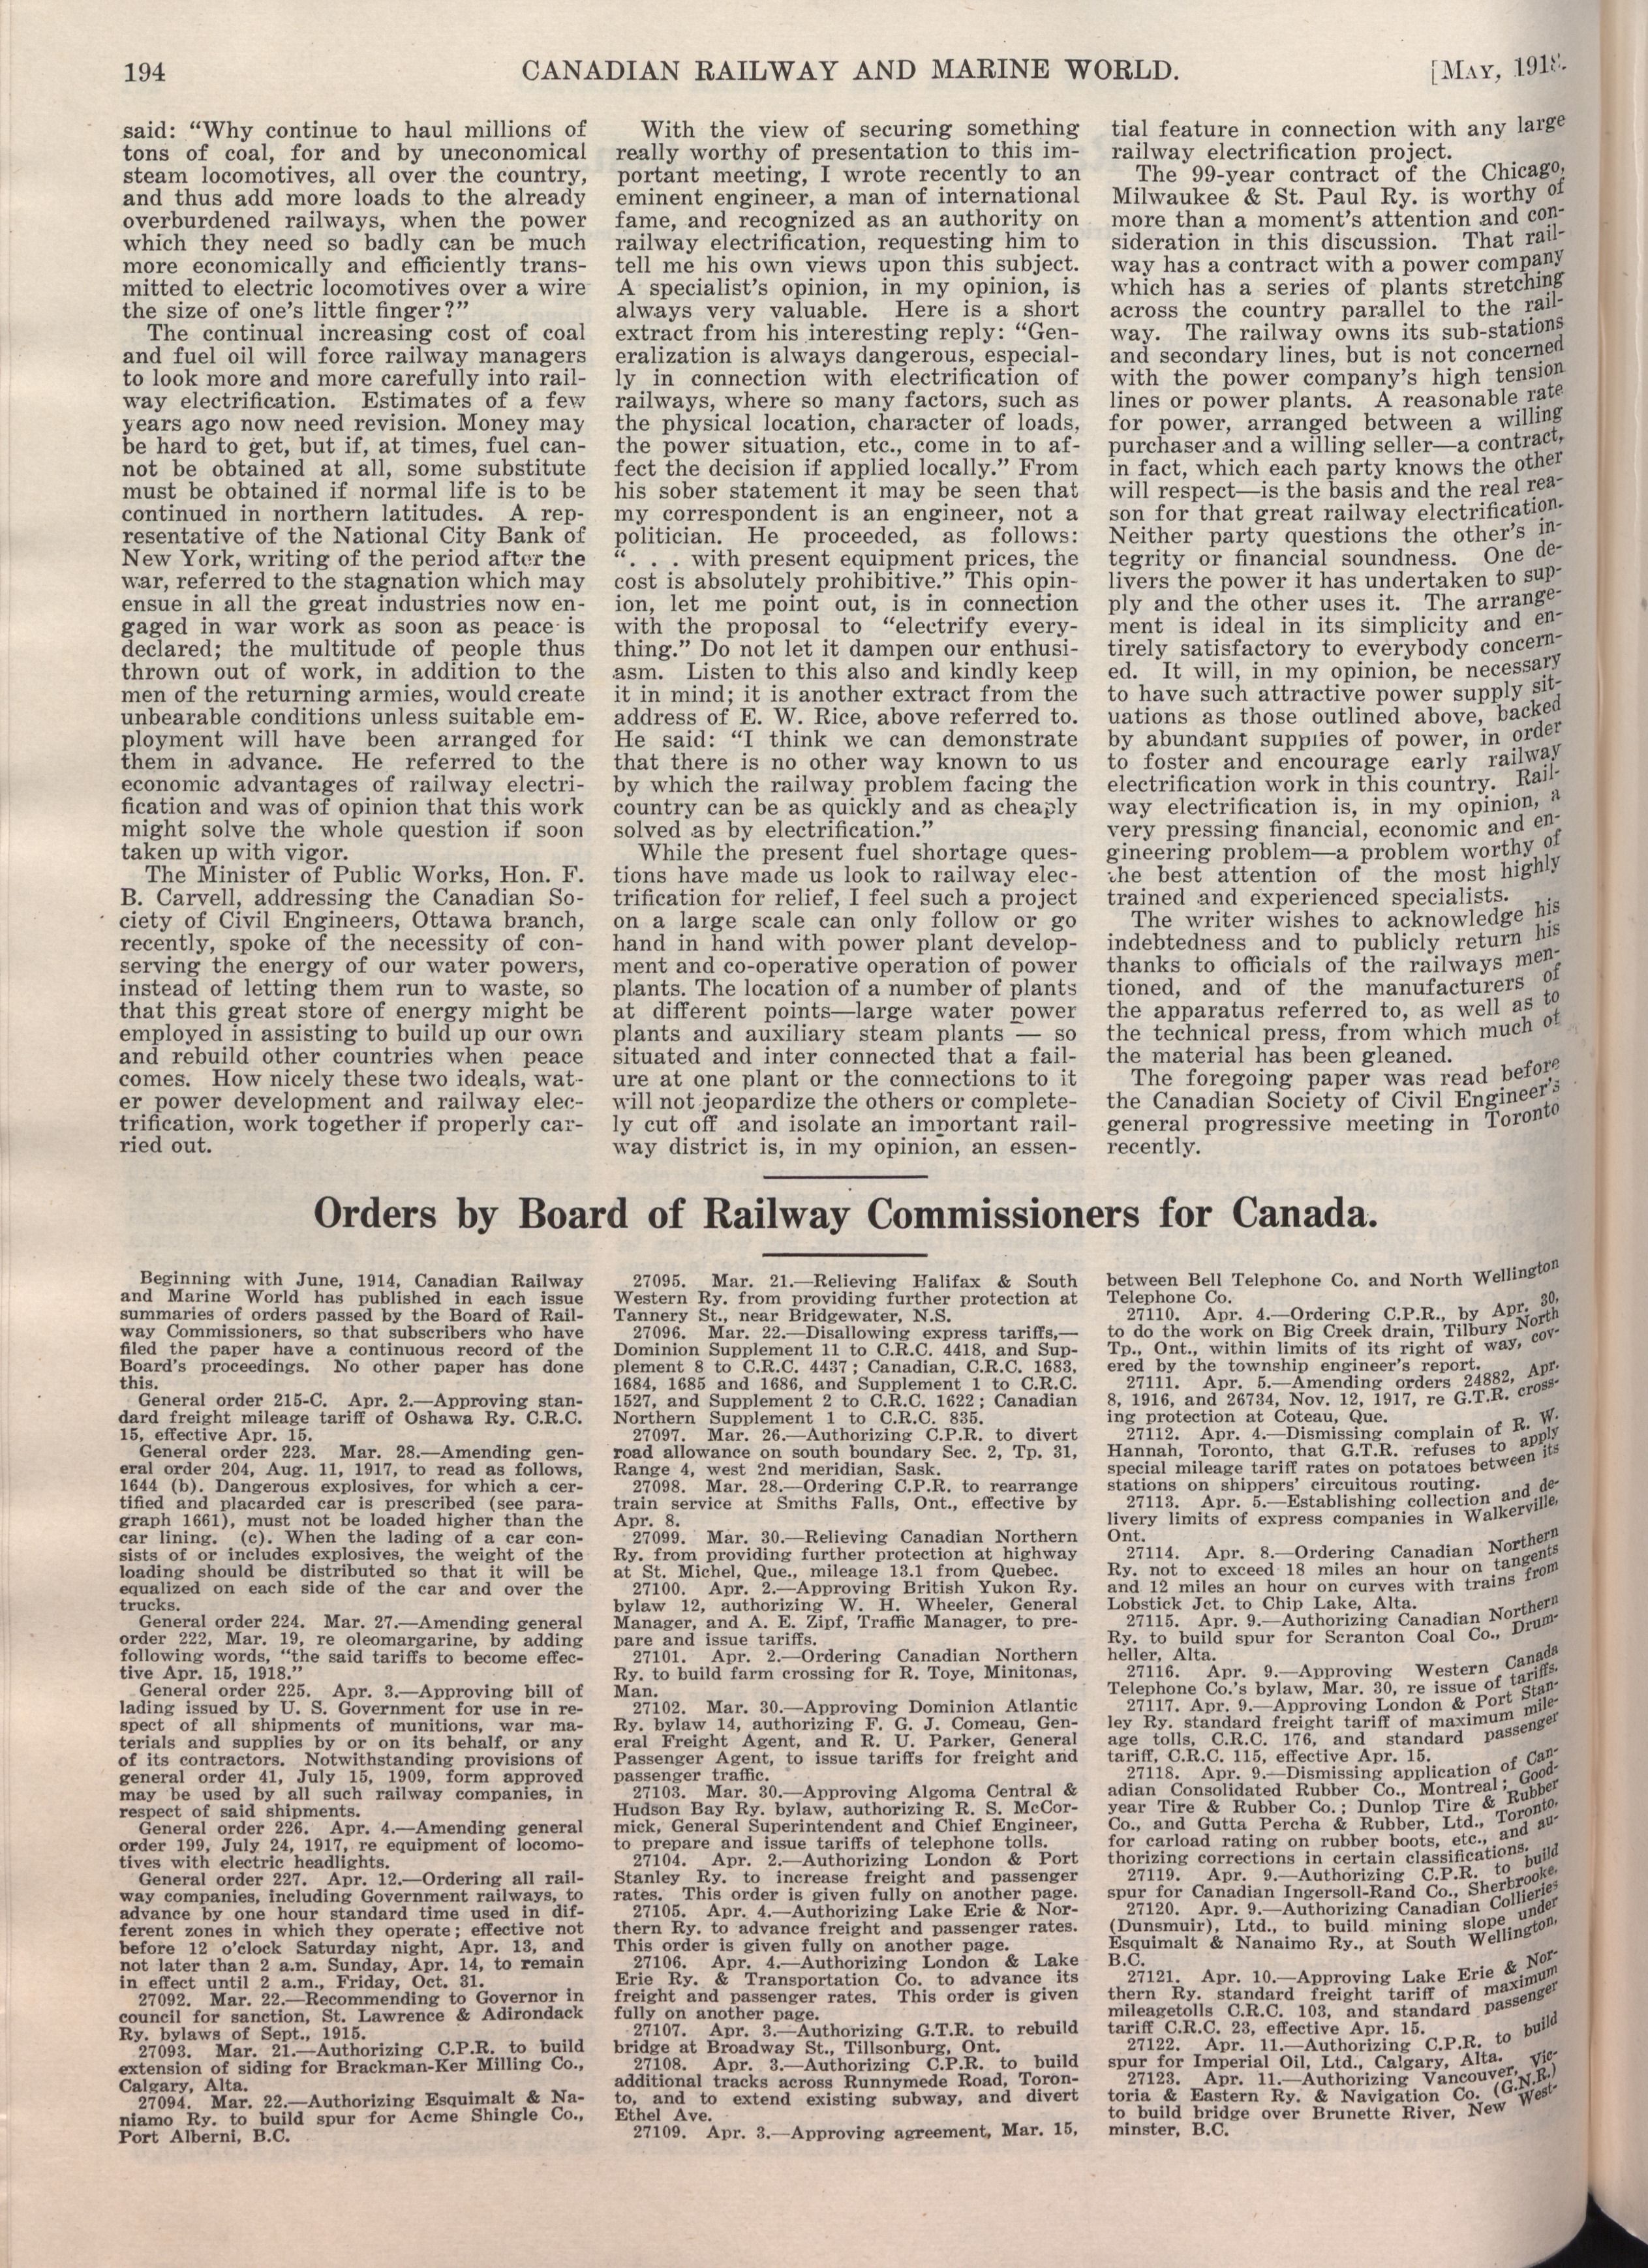 194
CANADIAN RAILWAY AND MARINE WORLD.
[MAY, 1918.
said: “Why continue to haul millions of
tons of coal, for and by uneconomical
steam locomotives, all over the country,
and thus add more loads to the already
overburdened railways, when the power
which they need so badly can be much
more economically and efficiently trans-
mitted to electric locomotives over a wire
the size of one’s little finger?”
The continual increasing cost of coal
and fuel oil will force railway managers
to look more and more carefully into rail-
way electrification. Estimates of a few
years ago now need revision. Money may
be hard to get, but if, at times, fuel can-
not be obtained at all, some substitute
must be obtained if normal life is to be
continued in northern latitudes. A rep-
resentative of the National City Bank of
New York, writing of the period after the
war, referred to the stagnation which may
ensue in all the great industries now en-
gaged in war work as soon as peace is
declared; the multitude of people thus
thrown out of work, in addition to the
men of the returning armies, would create
unbearable conditions unless suitable em-
ployment will have been arranged for
them in advance. He referred to the
economic advantages of railway electri-
fication and was of opinion that this work
might solve the whole question if soon
taken up with vigor.
The Minister of Public Works, Hon. F.
B. Carvell, addressing the Canadian So-
ciety of Civil Engineers, Ottawa branch,
recently, spoke of the necessity of con-
serving the energy of our water powers,
instead of letting them run to waste, so
that this great store of energy might be
employed in assisting to build up our own
and rebuild other countries when peace
comes. How nicely these two ideals, wat-
er power development and railway elec-
trification, work together if properly car-
ried out.
With the view of securing something
really worthy of presentation to this im-
portant meeting, I wrote recently to an
eminent engineer, a man of international
fame, and recognized as an authority on
railway electrification, requesting him to
tell me his own views upon this subject.
A specialist’s opinion, in my opinion, is
always very valuable. Here is a short
extract from his interesting reply: “Gen-
eralization is always dangerous, especial-
ly in connection with electrification of
railways, where so many factors, such as
the physical location, character of loads,
the power situation, etc., come in to af-
fect the decision if applied locally.” From
his sober statement it may be seen that
my correspondent is an engineer, not a
politician. He proceeded, as follows:
“. . . with present equipment prices, the
cost is absolutely prohibitive.” This opin-
ion, let me point out, is in connection
with the proposal to “electrify every-
thing.” Do not let it dampen our enthusi-
asm. Listen to this also and kindly keep
it in mind; it is another extract from the
address of E. W. Rice, above referred to.
He said: “I think we can demonstrate
that there is no other way known to us
by which the railway problem facing the
country can be as quickly and as cheaply
solved as by electrification.”
While the present fuel shortage ques-
tions have made us look to railway elec-
trification for relief, I feel such a project
on a large scale can only follow or go
hand in hand with power plant develop-
ment and co-operative operation of power
plants. The location of a number of plants
at different points—large water power
plants and auxiliary steam plants — so
situated and inter connected that a fail-
ure at one plant or the connections to it
will not jeopardize the others or complete-
ly cut off and isolate an important rail-
way district is, in my opinion, an essen-
tial feature in connection with any large
railway electrification project.
The 99-year contract of the Chicago,
Milwaukee & St. Paul Ry. is worthy of
more than a moment’s attention and con-
sideration in this discussion. That rail-
way has a contract with a power company
which has a series of plants stretching
across the country parallel to the rail-
way. The railway owns its sub-stations
and secondary lines, but is not concerned
with the power company’s high tension
lines or power plants. A reasonable rate
for power, arranged between a willing
purchaser and a willing seller—a contract,
in fact, which each party knows the other
will respect—is the basis and the real rea-
son for that great railway electrification.
Neither party questions the other’s in-
tegrity or financial soundness. One de-
livers the power it has undertaken to sup-
ply and the other uses it. The arrange-
ment is ideal in its simplicity and en-
tirely satisfactory to everybody concern-
ed. It will, in my opinion, be necessary
to have such attractive power supply sit-
uations as those outlined above, backed
by abundant supplies of power, in order
to foster and encourage early railway
electrification work in this country. Rail-
way electrification is, in my opinion, a
very pressing financial, economic and en-
gineering problem—a problem worthy of
the best attention of the most highly
trained and experienced specialists.
The writer wishes to acknowledge his
indebtedness and to publicly return his
thanks to officials of the railways men-
tioned, and of the manufacturers of
the apparatus referred to, as well as to
the technical press, from which much of
the material has been gleaned.
The foregoing paper was read before
the Canadian Society of Civil Engineer’s
general progressive meeting in Toronto
recently.
Orders by Board of Railway Commissioners for Canada.
Beginning with June, 1914, Canadian Railway
and Marine World has published in each issue
summaries of orders passed by the Board of Rail-
way Commissioners, so that subscribers who have
filed the paper have a continuous record of the
Board’s proceedings. No other paper has done
this.
General order 215-C. Apr. 2.—Approving stan-
dard freight mileage tariff of Oshawa Ry. C.R.C.
15, effective Apr. 15.
General order 223. Mar. 28.—Amending gen-
eral order 204, Aug. 11, 1917, to read as follows,
1644 (b). Dangerous explosives, for which a cer-
tified and placarded car is prescribed (see para-
graph 1661), must not be loaded higher than the
car lining. (c). When the lading of a car con-
sists of or includes explosives, the weight of the
loading should be distributed so that it will be
equalized on each side of the car and over the
trucks.
General order 224. Mar. 27.—Amending general
order 222, Mar. 19, re oleomargarine, by adding
following words, “the said tariffs to become effec-
tive Apr. 15, 1918.”
General order 225. Apr. 3.—Approving bill of
lading issued by U. S. Government for use in re-
spect of all shipments of munitions, war ma-
terials and supplies by or on its behalf, or any
of its contractors. Notwithstanding provisions of
general order 41, July 15, 1909, form approved
may be used by all such railway companies, in
respect of said shipments.
General order 226. Apr. 4.—Amending general
order 199, July 24, 1917, re equipment of locomo-
tives with electric headlights.
General order 227. Apr. 12.—Ordering all rail-
way companies, including Government railways, to
advance by one hour standard time used in dif-
ferent zones in which they operate; effective not
before 12 o’clock Saturday night, Apr. 13, and
not later than 2 a.m. Sunday, Apr. 14, to remain
in effect until 2 a.m., Friday, Oct. 31.
27092. Mar. 22.—Recommending to Governor in
council for sanction, St. Lawrence & Adirondack
Ry. bylaws of Sept., 1915.
27093. Mar. 21.—Authorizing C.P.R. to build
extension of siding for Brackman-Ker Milling Co.,
Calgary, Alta.
27094. Mar. 22.—Authorizing Esquimalt & Na-
niamo Ry. to build spur for Acme Shingle Co.,
Port Alberni, B.C.
27095. Mar. 21.—Relieving Halifax & South
Western Ry. from providing further protection at
Tannery St., near Bridgewater, N.S.
27096. Mar. 22.—Disallowing express tariffs,—
Dominion Supplement 11 to C.R.C. 4418, and Sup-
plement 8 to C.R.C. 4437; Canadian, C.R.C. 1683,
1684, 1685 and 1686, and Supplement 1 to C.R.C.
1527, and Supplement 2 to C.R.C. 1622; Canadian
Northern Supplement 1 to C.R.C. 835.
27097. Mar. 26.—Authorizing C.P.R. to divert
road allowance on south boundary Sec. 2, Tp. 31,
Range 4, west 2nd meridian, Sask.
27098. Mar. 28.—Ordering C.P.R. to rearrange
train service at Smiths Falls, Ont., effective by
Apr. 8.
27099. Mar. 30.—Relieving Canadian Northern
Ry. from providing further protection at highway
at St. Michel, Que., mileage 13.1 from Quebec.
27100. Apr. 2.—Approving British Yukon Ry.
bylaw 12, authorizing W. H. Wheeler, General
Manager, and A. E. Zipf, Traffic Manager, to pre-
pare and issue tariffs.
27101. Apr. 2.—Ordering Canadian Northern
Ry. to build farm crossing for R. Toye, Minitonas,
Man.
27102. Mar. 30.—Approving Dominion Atlantic
Ry. bylaw 14, authorizing F. G. J. Comeau, Gen-
eral Freight Agent, and R. U. Parker, General
Passenger Agent, to issue tariffs for freight and
passenger traffic.
27103. Mar. 30.—Approving Algoma Central &
Hudson Bay Ry. bylaw, authorizing R. S. McCor-
mick, General Superintendent and Chief Engineer,
to prepare and issue tariffs of telephone tolls.
27104. Apr. 2.—Authorizing London & Port
Stanley Ry. to increase freight and passenger
rates. This order is given fully on another page.
27105. Apr. 4.—Authorizing Lake Erie & Nor-
thern Ry. to advance freight and passenger rates.
This order is given fully on another page.
27106. Apr. 4.—Authorizing London & Lake
Erie Ry. & Transportation Co. to advance its
freight and passenger rates. This order is given
fully on another page.
27107. Apr. 3.—Authorizing G.T.R. to rebuild
bridge at Broadway St., Tillsonburg, Ont.
27108. Apr. 3.—Authorizing C.P.R. to build
additional tracks across Runnymede Road, Toron-
to, and to extend existing subway, and divert
Ethel Ave.
27109. Apr. 3.—Approving agreement, Mar. 15,
between Bell Telephone Co. and North Wellington
Telephone Co.
27110. Apr. 4.—Ordering C.P.R., by Apr. 30,
to do the work on Big Creek drain, Tilbury North
Tp., Ont., within limits of its right of way, cov-
ered by the township engineer’s report.
27111. Apr. 5.—Amending orders 24882, Apr.
8, 1916, and 26734, Nov. 12, 1917, re G.T.R. cross-
ing protection at Coteau, Que.
27112. Apr. 4.—Dismissing complain of R. W.
Hannah, Toronto, that G.T.R. refuses to apply
special mileage tariff rates on potatoes between its
stations on shippers’ circuitous routing.
27113. Apr. 5.—Establishing collection and de-
livery limits of express companies in Walkerville,
Ont.
27114. Apr. 8.—Ordering Canadian Northern
Ry. not to exceed 18 miles an hour on tangents
and 12 miles an hour on curves with trains from
Lobstick Jct. to Chip Lake, Alta.
27115. Apr. 9.—Authorizing Canadian Northern
Ry. to build spur for Scranton Coal Co., Drum-
heller, Alta.
27116. Apr. 9.—Approving Western Canada
Telephone Co.’s bylaw, Mar. 30, re issue of tariffs.
27117. Apr. 9.—Approving London & Port Stan-
ley Ry. standard freight tariff of maximum mile-
age tolls, C.R.C. 176, and standard passenger
tariff, C.R.C. 115, effective Apr. 15.
27118. Apr. 9.—Dismissing application of Can-
adian Consolidated Rubber Co., Montreal; Good-
year Tire & Rubber Co.; Dunlop Tire & Rubber
Co., and Gutta Percha & Rubber, Ltd., Toronto,
for carload rating on rubber boots, etc., and au-
thorizing corrections in certain classifications.
27119. Apr. 9.—Authorizing C.P.R. to build
spur for Canadian Ingersoll-Rand Co., Sherbrooke.
27120. Apr. 9.—Authorizing Canadian Collieries
(Dunsmuir), Ltd., to build mining slope under
Esquimalt & Nanaimo Ry., at South Wellington,
B.C.
27121. Apr. 10.—Approving Lake Erie & Nor-
thern Ry. standard freight tariff of maximum
mileagetolls C.R.C. 103, and standard passenger
tariff C.R.C. 23, effective Apr. 15.
27122. Apr. 11.—Authorizing C.P.R. to build
spur for Imperial Oil, Ltd., Calgary, Alta.
27123. Apr. 11.—Authorizing Vancouver, Vic-
toria & Eastern Ry. & Navigation Co. (G.N.R.)
to build bridge over Brunette River, New West-
minster, B.C.